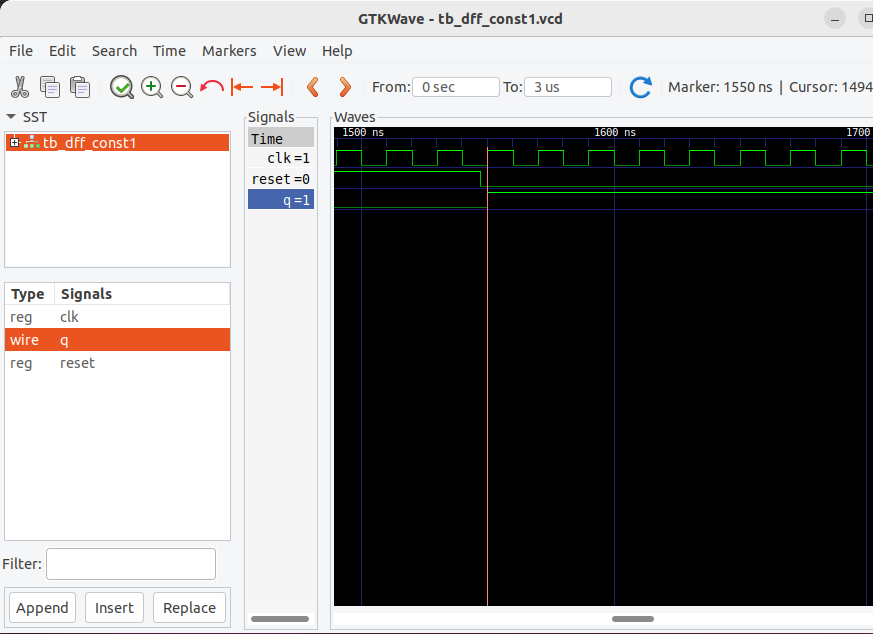 GTKWave - tb_dff_const1.vcd
File Edit Search Time Markers View Help
From: 0 sec To: 3 us Marker: 1550 ns | Cursor: 1494
SST
tb_dff_const1
Type Signals
reg clk
wire q
reg reset
Filter:
Append Insert Replace
Signals
Time
clk =1
reset =0
q =1
Waves
1500 ns 1600 ns 1700